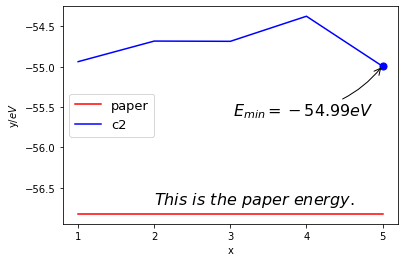 −54.5
−55.0
−55.5
−56.0
−56.5
y/eV
paper
c2
E_min = −54.99eV
This is the paper energy.
1
2
3
4
5
x